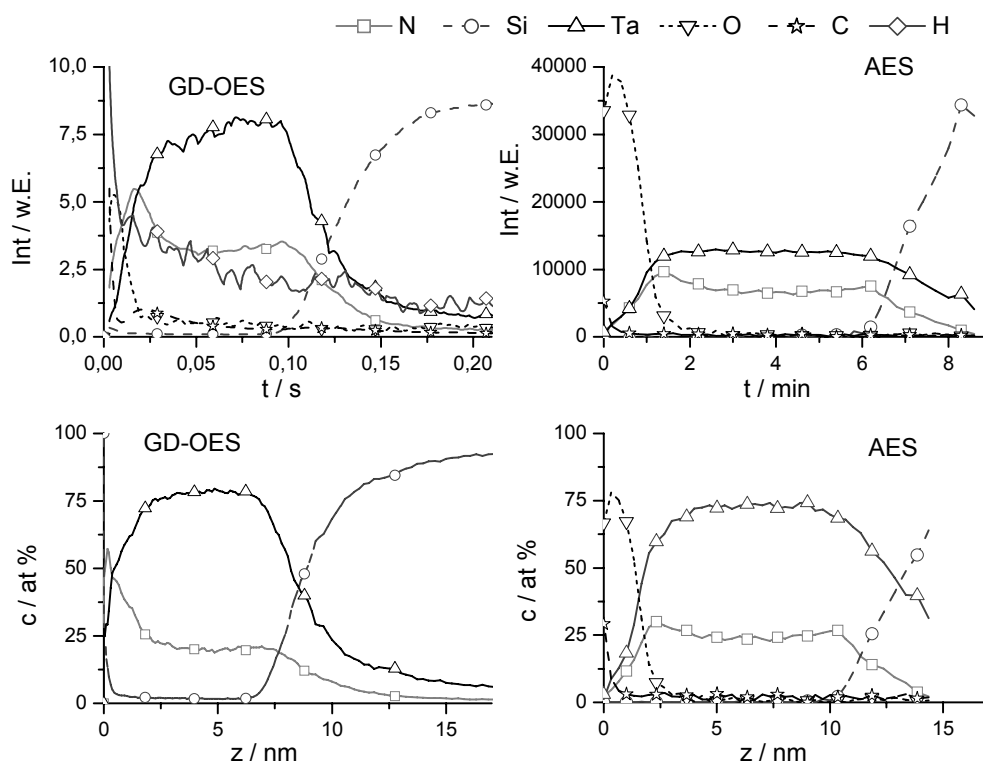 N Si Ta O C H
GD-OES
10,0
7,5
5,0
2,5
0,0
Int / w.E.
0,00 0,05 0,10 0,15 0,20
t / s
AES
40000
30000
20000
10000
0
Int / w.E.
0 2 4 6 8
t / min
GD-OES
100
75
50
25
0
c / at %
0 5 10 15
z / nm
AES
100
75
50
25
0
c / at %
0 5 10 15
z / nm